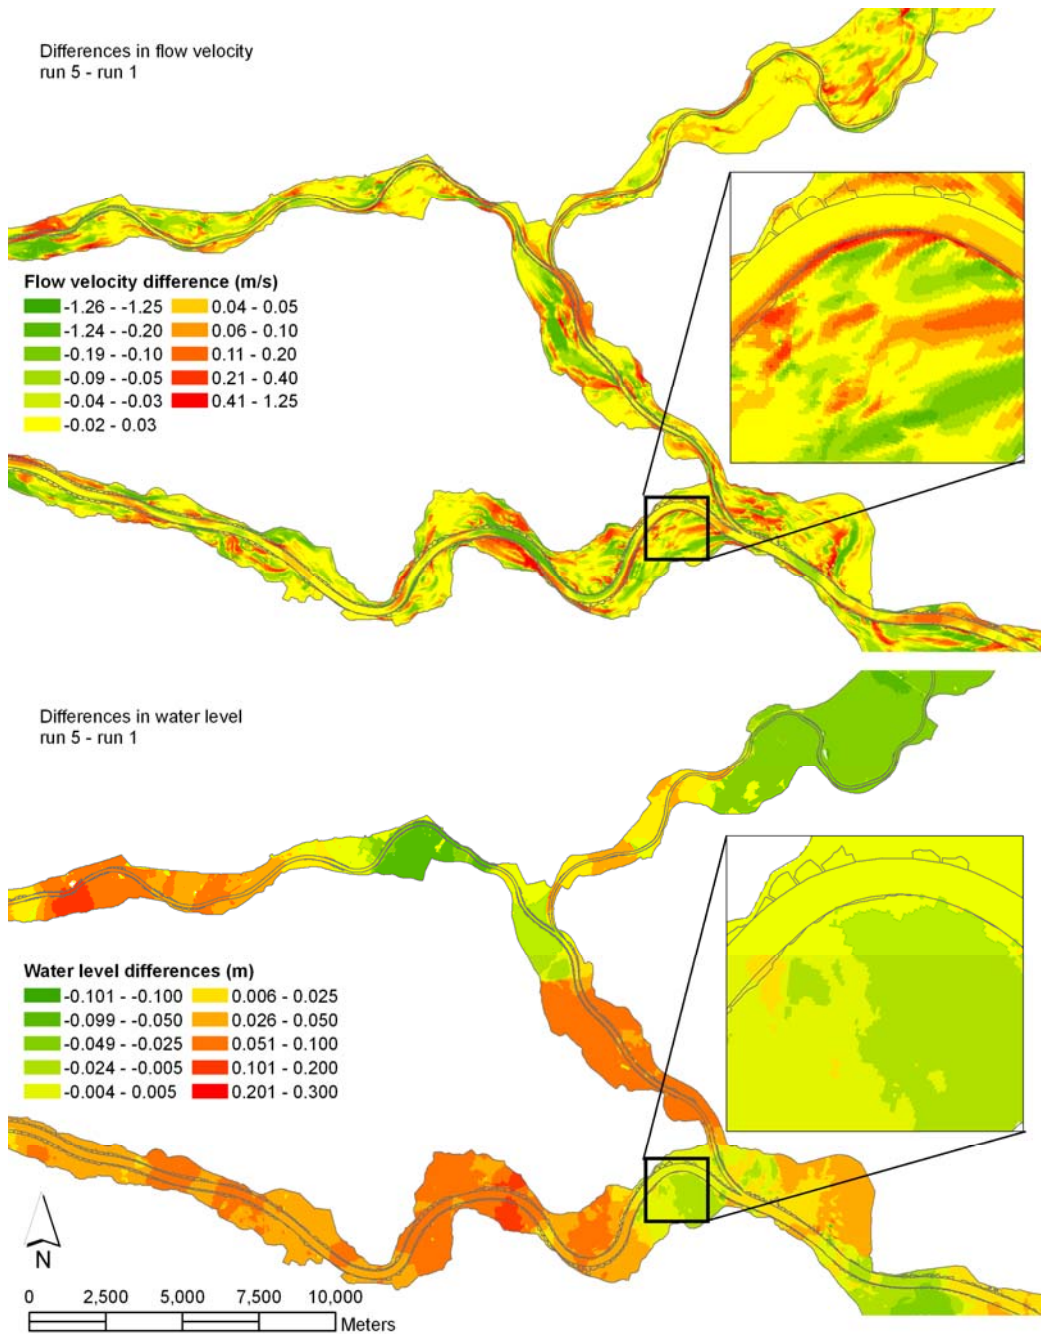 Differences in flow velocity
run 5 - run 1
Flow velocity difference (m/s)
-1.26 - -1.25 0.04 - 0.05
-1.24 - -0.20 0.06 - 0.10
-0.19 - -0.10 0.11 - 0.20
-0.09 - -0.05 0.21 - 0.40
-0.04 - -0.03 0.41 - 1.25
-0.02 - 0.03
Differences in water level
run 5 - run 1
Water level differences (m)
-0.101 - -0.100 0.006 - 0.025
-0.099 - -0.050 0.026 - 0.050
-0.049 - -0.025 0.051 - 0.100
-0.024 - -0.005 0.101 - 0.200
-0.004 - 0.005 0.201 - 0.300
N
0 2,500 5,000 7,500 10,000
Meters